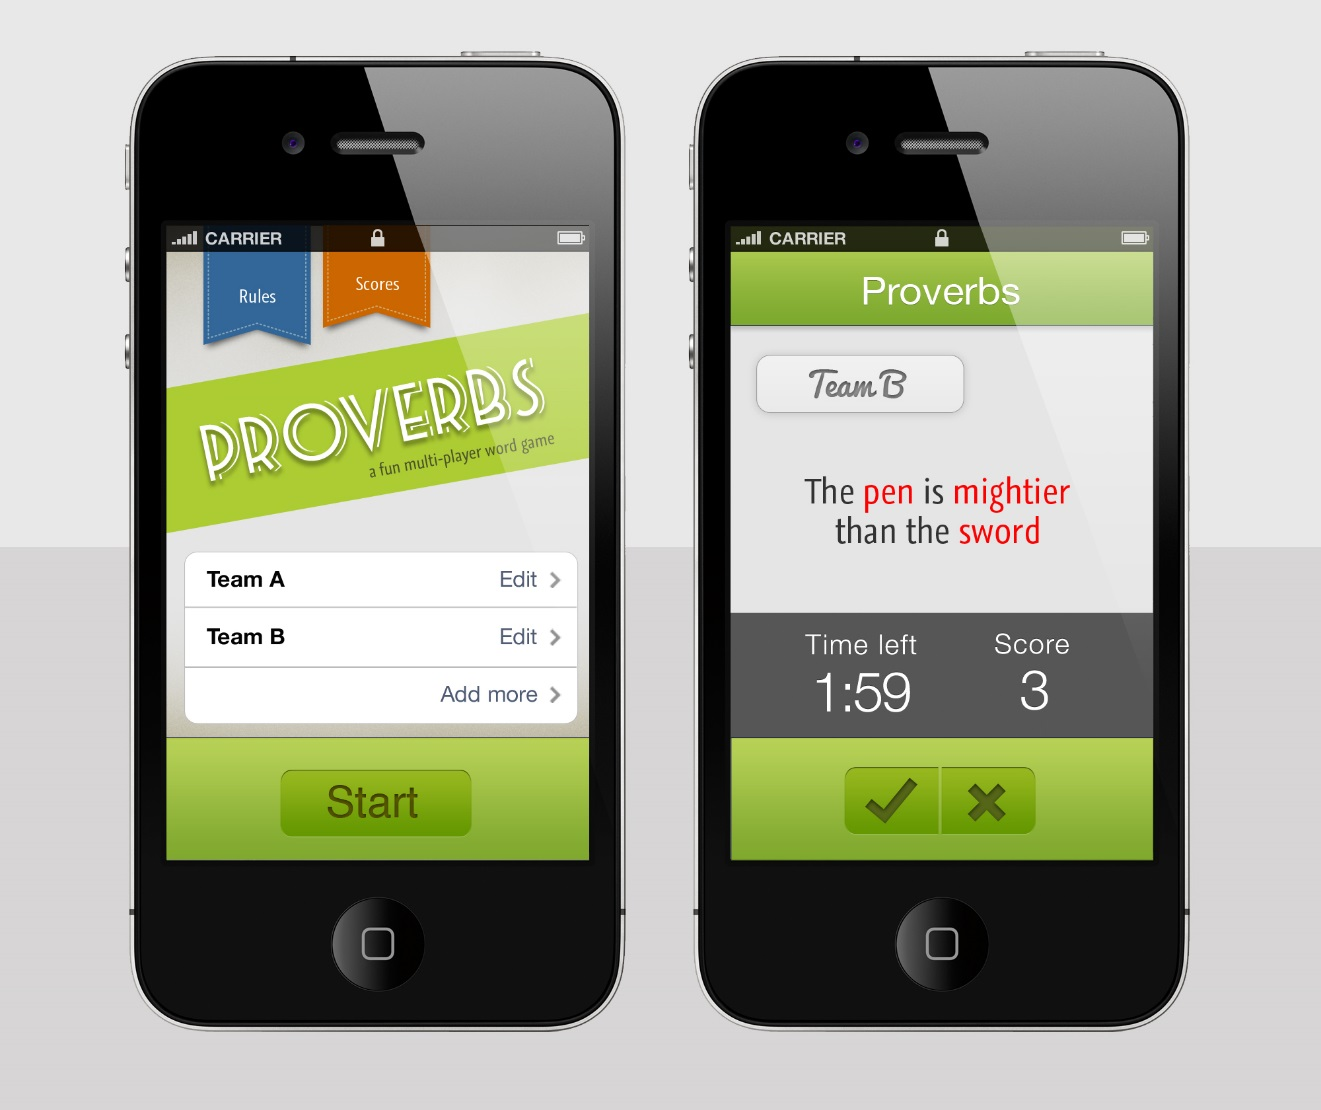 CARRIER
Rules
Scores
PROVERBS
a fun multi-player word game
Team A
Edit
Team B
Edit
Add more
Start
CARRIER
Proverbs
Team B
The pen is mightier
than the sword
Time left
Score
1:59
3